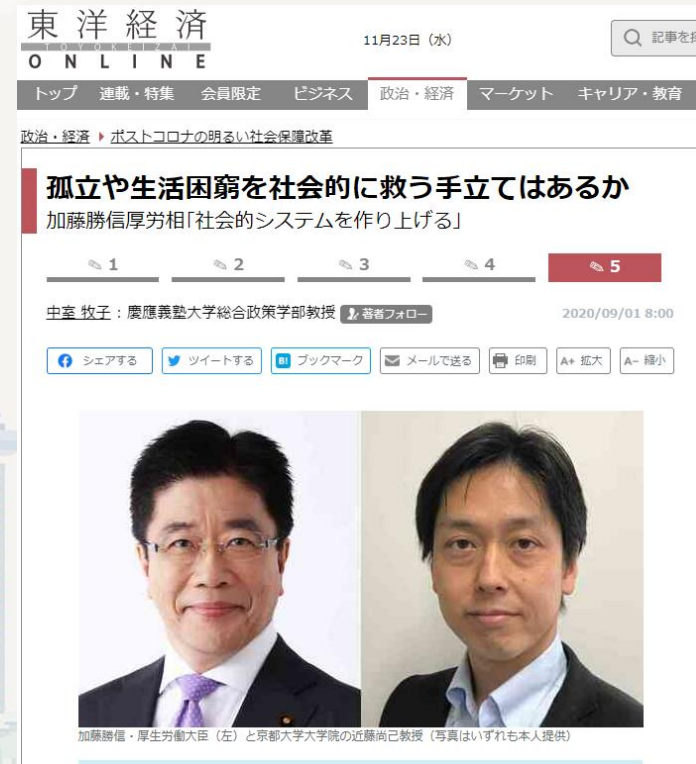 東洋経済
TOYOKEIZAI
ONLINE
11月23日（水）
記事を
トップ 連載・特集 会員限定 ビジネス 政治・経済 マーケット キャリア・教育
政治・経済 ポストコロナの明るい社会保障改革
孤立や生活困窮を社会的に救う手立てはあるか
加藤勝信厚労相「社会的システムを作り上げる」
1 2 3 4 5
中室 牧子：慶應義塾大学総合政策学部教授 著者フォロー 2020/09/01 8:00
シェアする ツイートする B! ブックマーク メールで送る 印刷 A+ 拡大 A- 縮小
加藤勝信・厚生労働大臣（左）と京都大学大学院の近藤尚己教授（写真はいずれも本人提供）